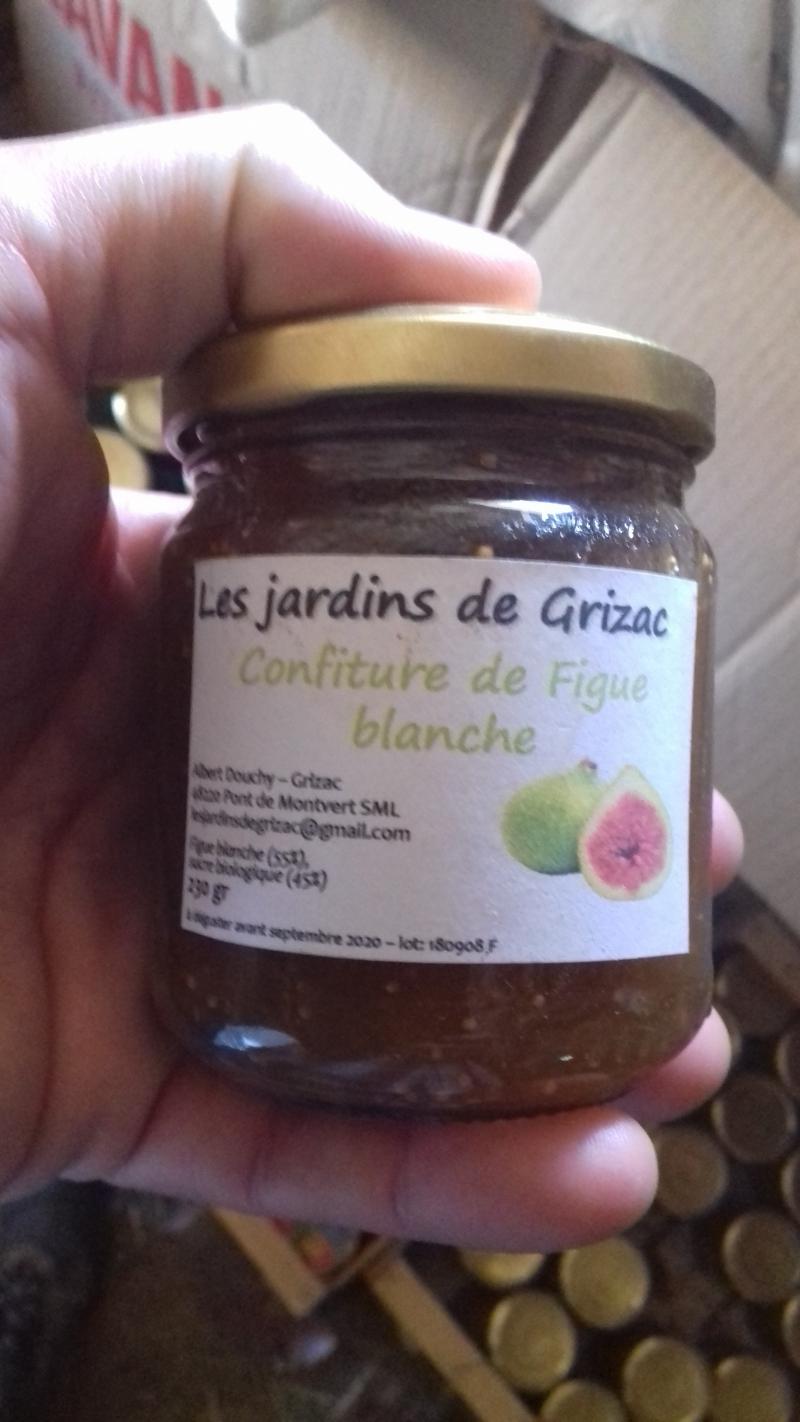 AVAN
Les jardins de Grizac
Confiture de Figue
blanche
Albert Douchy – Grizac
48220 Pont de Montvert SML
lesjardinsdegrizac@gmail.com
Figue blanche (55%),
sucre biologique (45%)
230 gr
à déguster avant septembre 2020 – lot: 180908.F